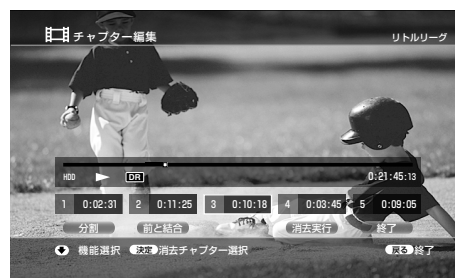 チャプター編集
リトルリーグ
HDD DR 0:21:45:13
1 0:02:31 2 0:11:25 3 0:10:18 4 0:03:45 5 0:09:05
分割 前と結合 消去実行 終了
機能選択 決定 消去チャプター選択 戻る 終了